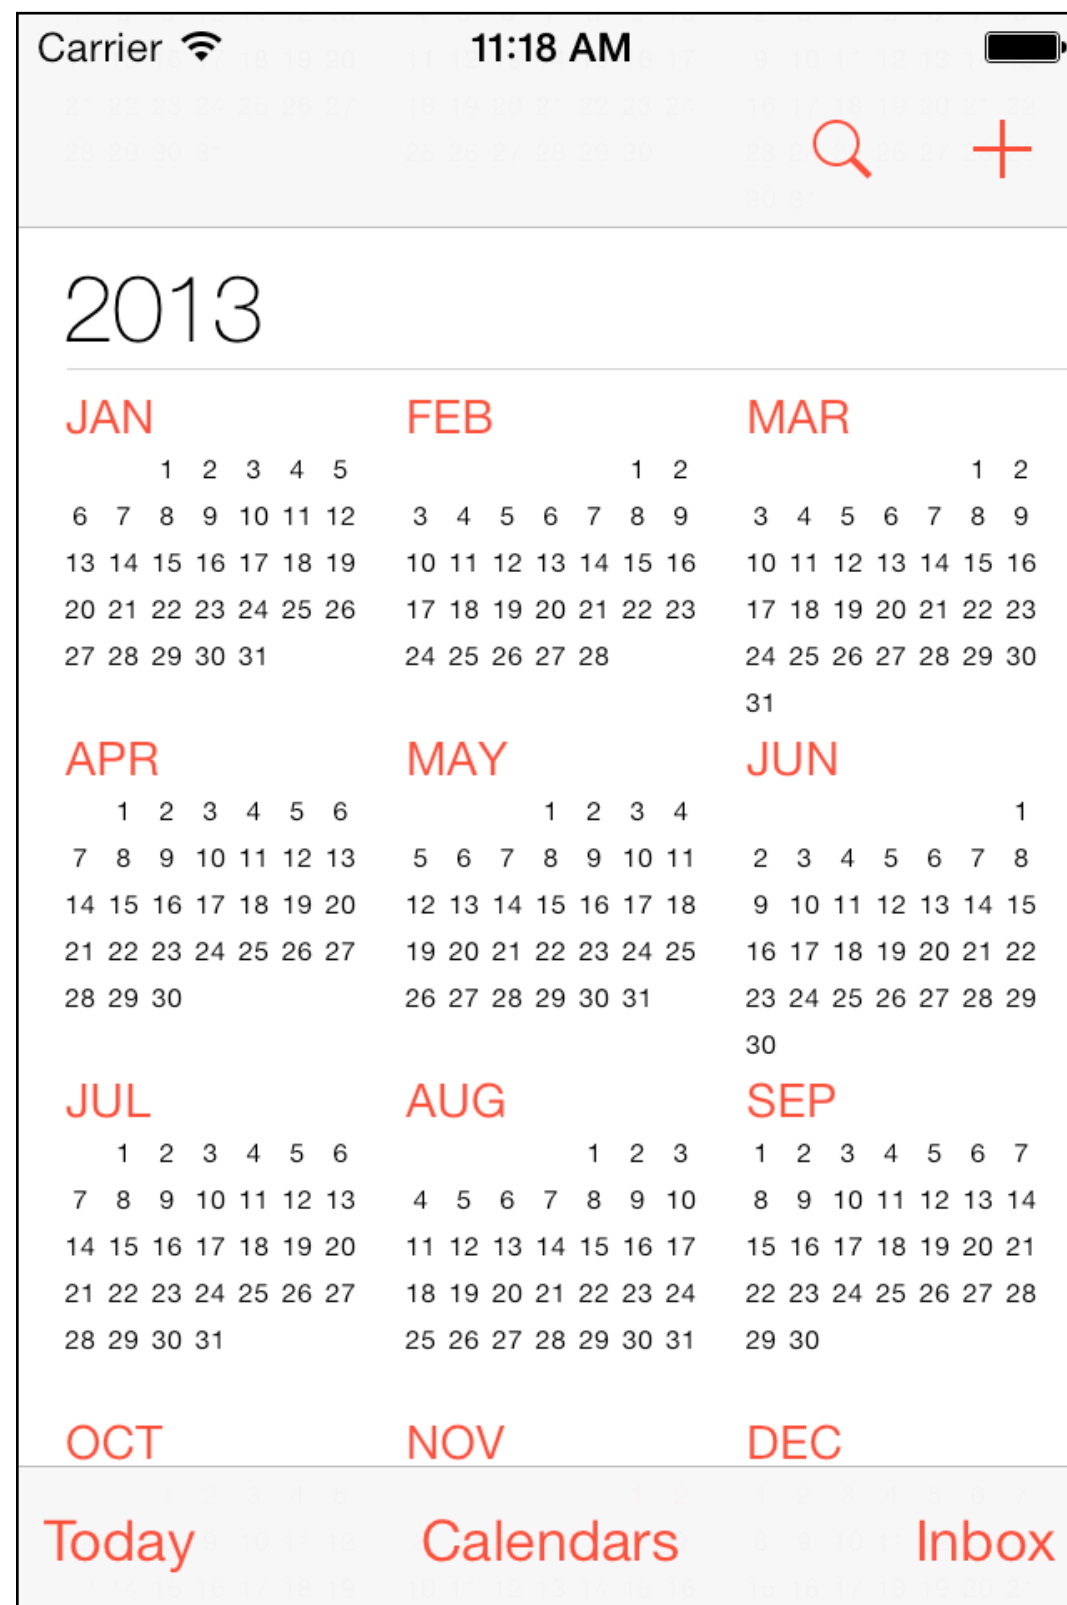 Carrier 11:18 AM
2013
JAN FEB MAR
1 2 3 4 5 1 2 1 2
6 7 8 9 10 11 12 3 4 5 6 7 8 9 3 4 5 6 7 8 9
13 14 15 16 17 18 19 10 11 12 13 14 15 16 10 11 12 13 14 15 16
20 21 22 23 24 25 26 17 18 19 20 21 22 23 17 18 19 20 21 22 23
27 28 29 30 31 24 25 26 27 28 24 25 26 27 28 29 30
31
APR MAY JUN
1 2 3 4 5 6 1 2 3 4 1
7 8 9 10 11 12 13 5 6 7 8 9 10 11 2 3 4 5 6 7 8
14 15 16 17 18 19 20 12 13 14 15 16 17 18 9 10 11 12 13 14 15
21 22 23 24 25 26 27 19 20 21 22 23 24 25 16 17 18 19 20 21 22
28 29 30 26 27 28 29 30 31 23 24 25 26 27 28 29
30
JUL AUG SEP
1 2 3 4 5 6 1 2 3 1 2 3 4 5 6 7
7 8 9 10 11 12 13 4 5 6 7 8 9 10 8 9 10 11 12 13 14
14 15 16 17 18 19 20 11 12 13 14 15 16 17 15 16 17 18 19 20 21
21 22 23 24 25 26 27 18 19 20 21 22 23 24 22 23 24 25 26 27 28
28 29 30 31 25 26 27 28 29 30 31 29 30
OCT NOV DEC
Today Calendars Inbox